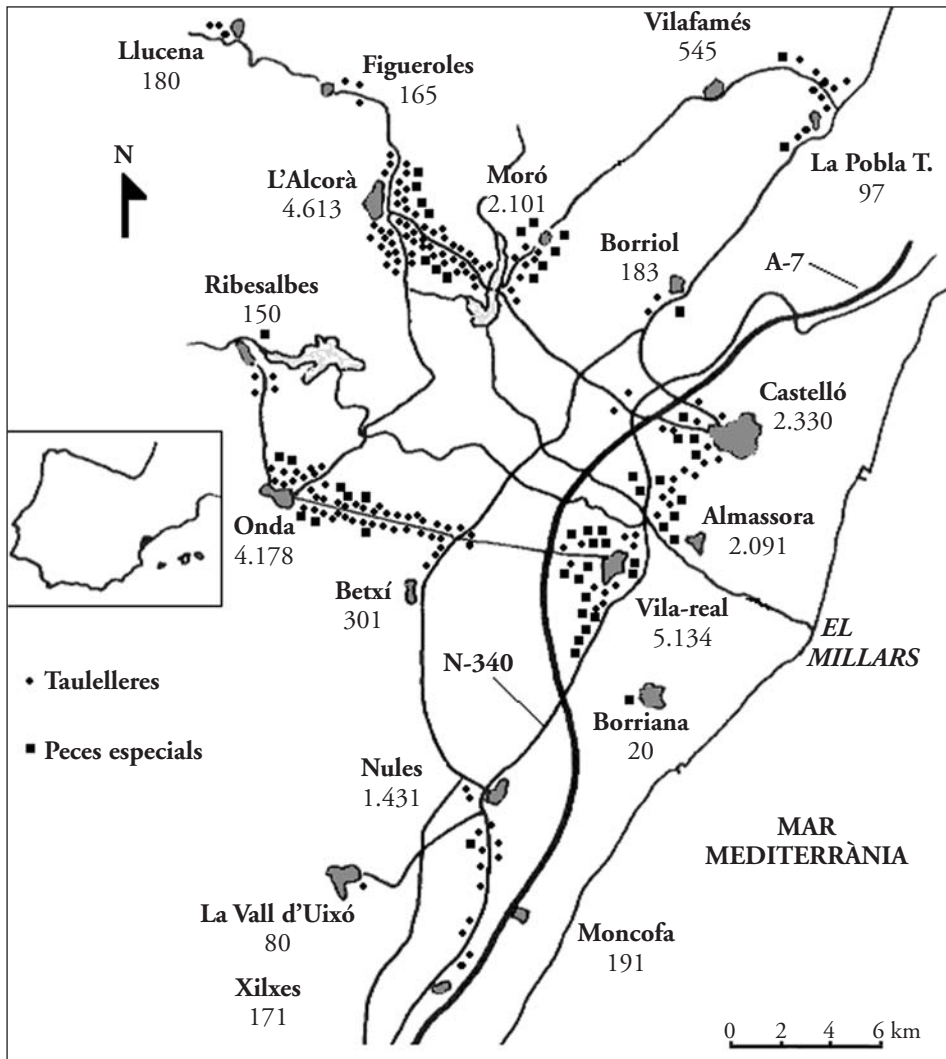 Vilafamés
545
Llucena
180
Figueroles
165
N
L'Alcorà
4.613
Moró
2.101
La Pobla T.
97
Borriol
183
A-7
Ribesalbes
150
Castelló
2.330
Onda
4.178
Almassora
2.091
Betxí
301
Vila-real
5.134
EL
MILLARS
N-340
Taulelleres
Peces especials
Borriana
20
Nules
1.431
MAR
MEDITERRÀNIA
La Vall d'Uixó
80
Moncofa
191
Xilxes
171
0 2 4 6 km